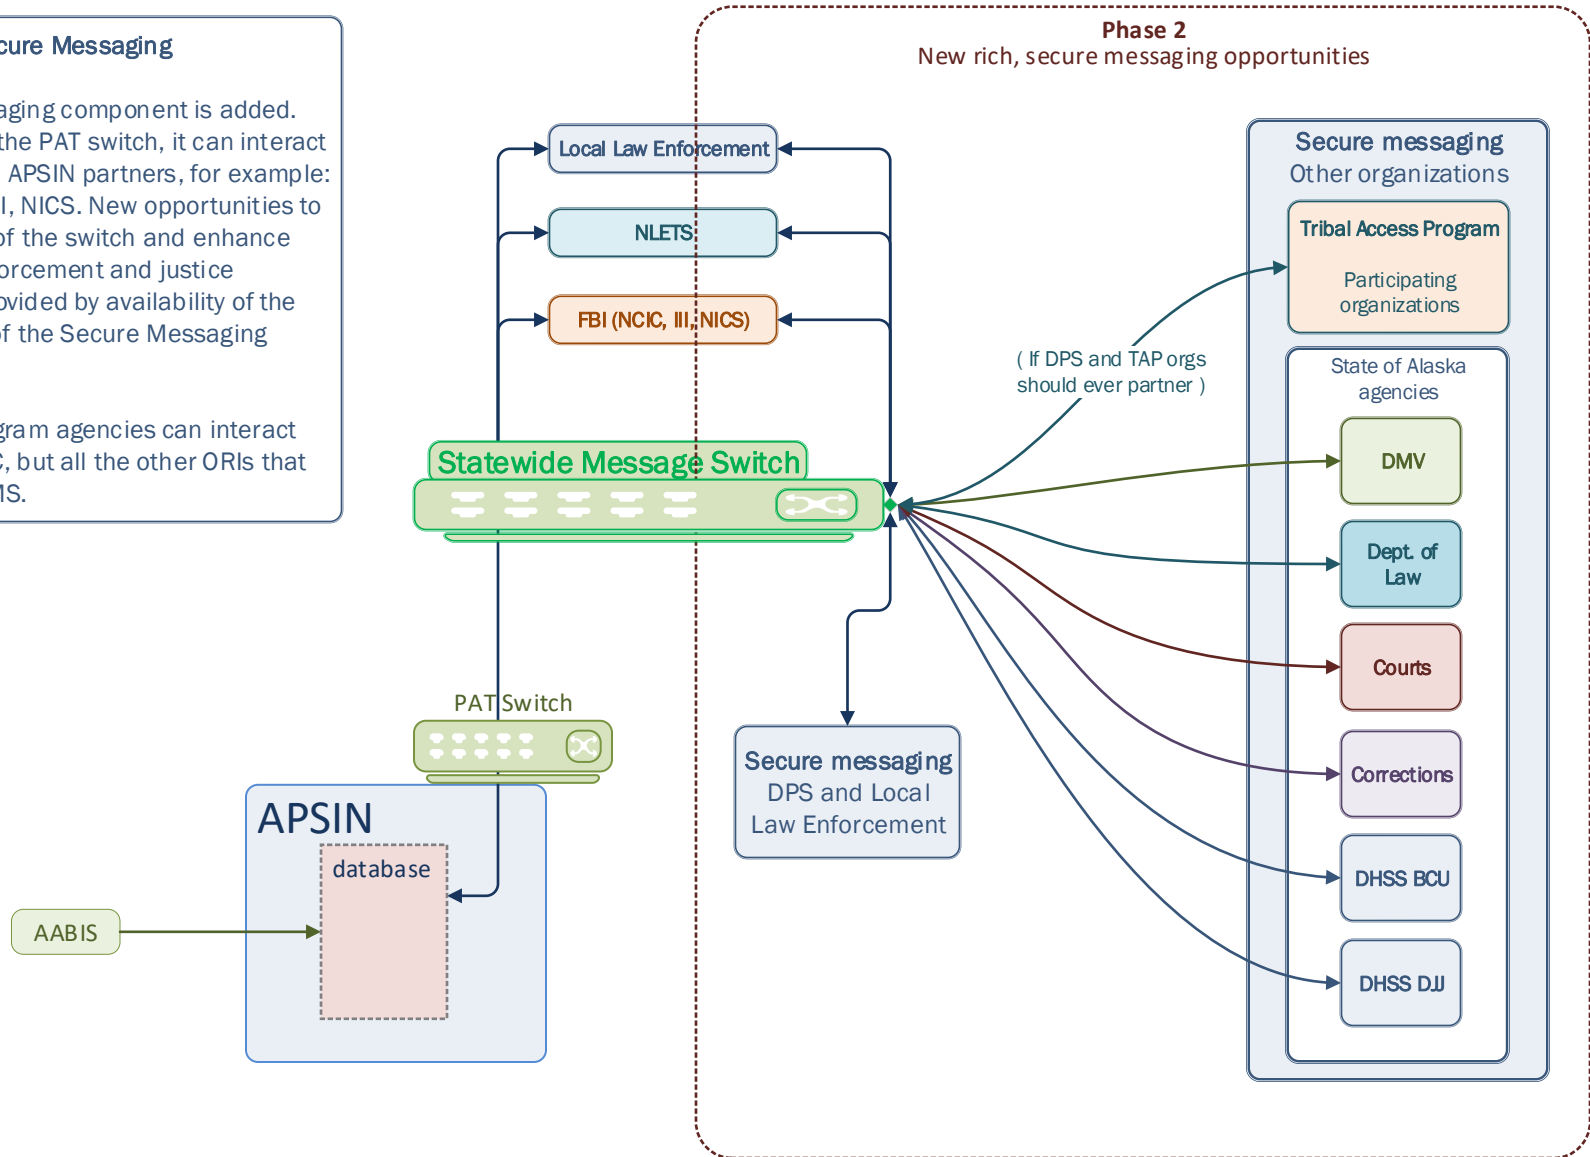 cure Messaging
aging component is added.
the PAT switch, it can interact
APSIN partners, for example:
I, NICS. New opportunities to
of the switch and enhance
orcement and justice
ovided by availability of the
of the Secure Messaging
gram agencies can interact
C, but all the other ORIs that
MS.
Phase 2
New rich, secure messaging opportunities
Local Law Enforcement
NLETS
FBI (NCIC, III, NICS)
Statewide Message Switch
PAT Switch
APSIN
database
AABIS
Secure messaging
DPS and Local
Law Enforcement
( If DPS and TAP orgs
should ever partner )
Secure messaging
Other organizations
Tribal Access Program
Participating
organizations
State of Alaska
agencies
DMV
Dept. of
Law
Courts
Corrections
DHSS BCU
DHSS DJJ